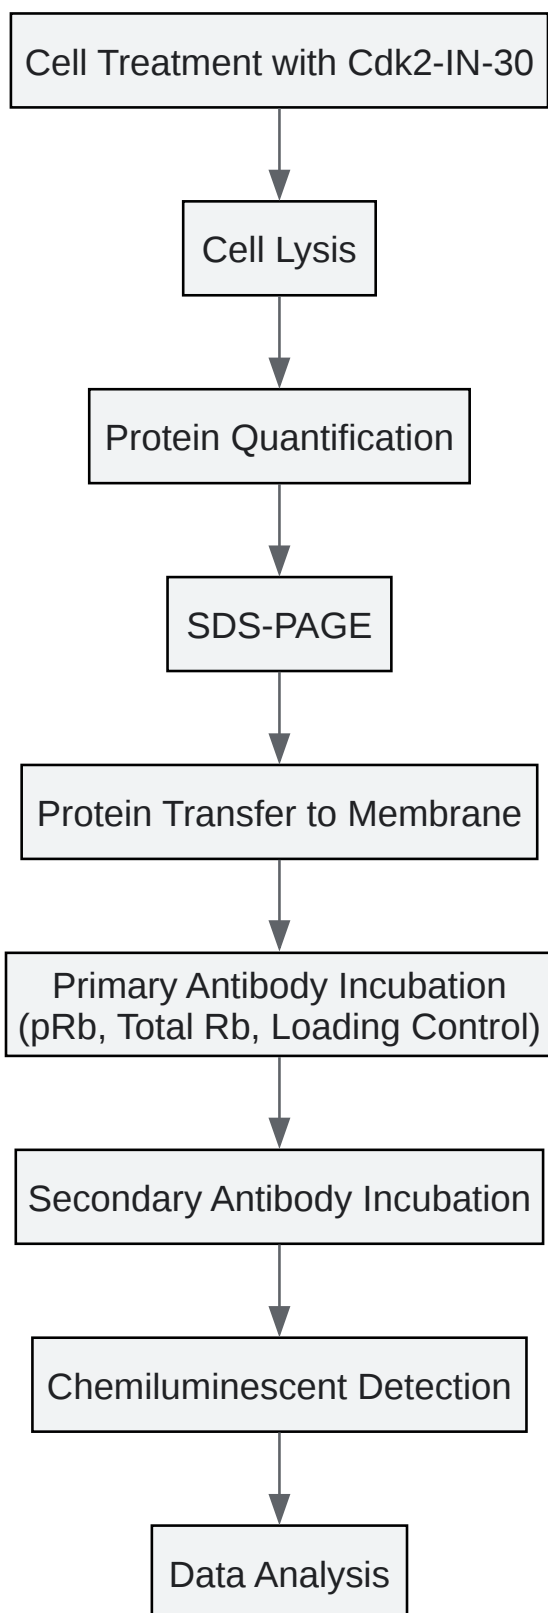 Cell Treatment with Cdk2-IN-30
Cell Lysis
Protein Quantification
SDS-PAGE
Protein Transfer to Membrane
Primary Antibody Incubation
(pRb, Total Rb, Loading Control)
Secondary Antibody Incubation
Chemiluminescent Detection
Data Analysis